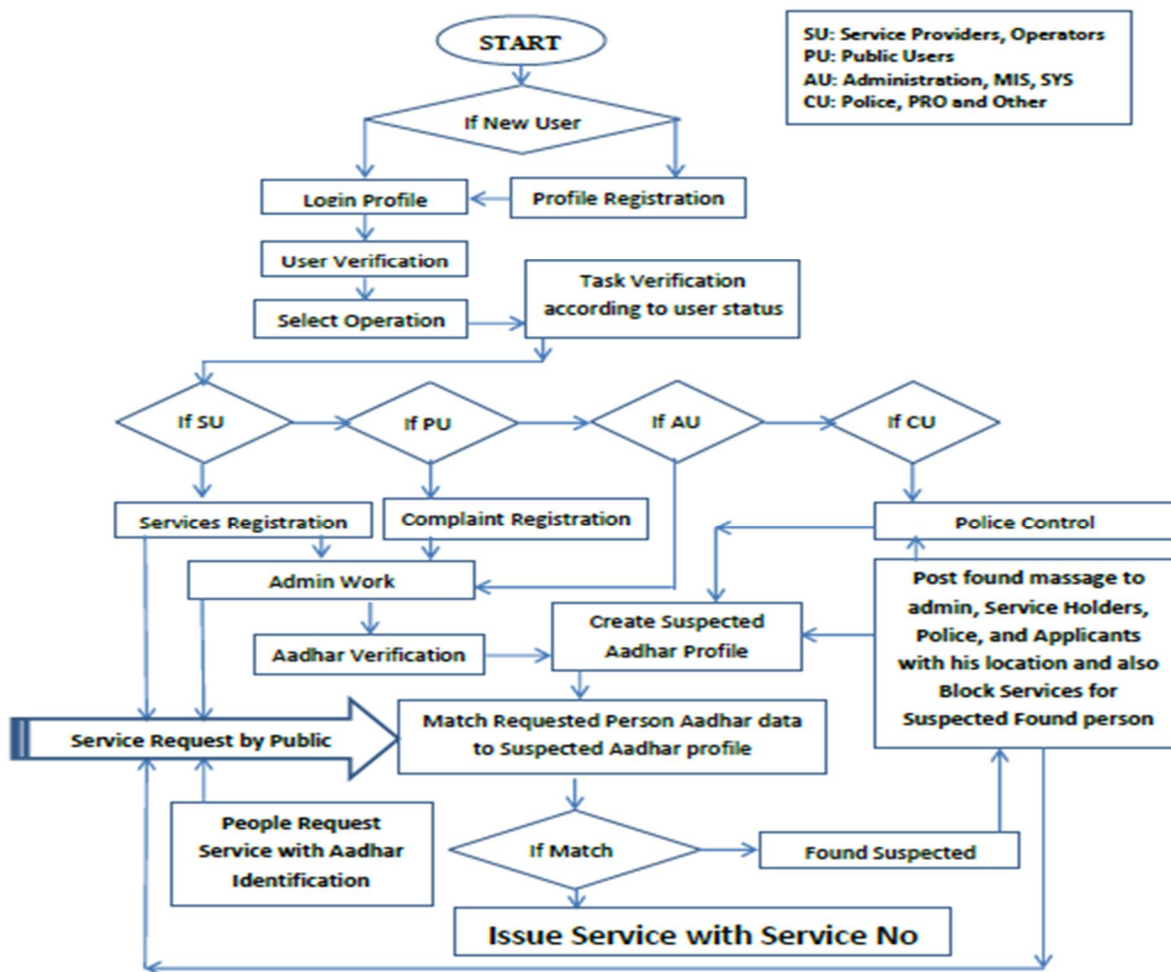 START
SU: Service Providers, Operators
PU: Public Users
AU: Administration, MIS, SYS
CU: Police, PRO and Other
If New User
Login Profile
Profile Registration
User Verification
Task Verification
according to user status
Select Operation
If SU
If PU
If AU
If CU
Services Registration
Complaint Registration
Police Control
Admin Work
Post found massage to
admin, Service Holders,
Police, and Applicants
with his location and also
Block Services for
Suspected Found person
Create Suspected
Aadhar Profile
Aadhar Verification
Service Request by Public
Match Requested Person Aadhar data
to Suspected Aadhar profile
People Request
Service with Aadhar
Identification
If Match
Found Suspected
Issue Service with Service No